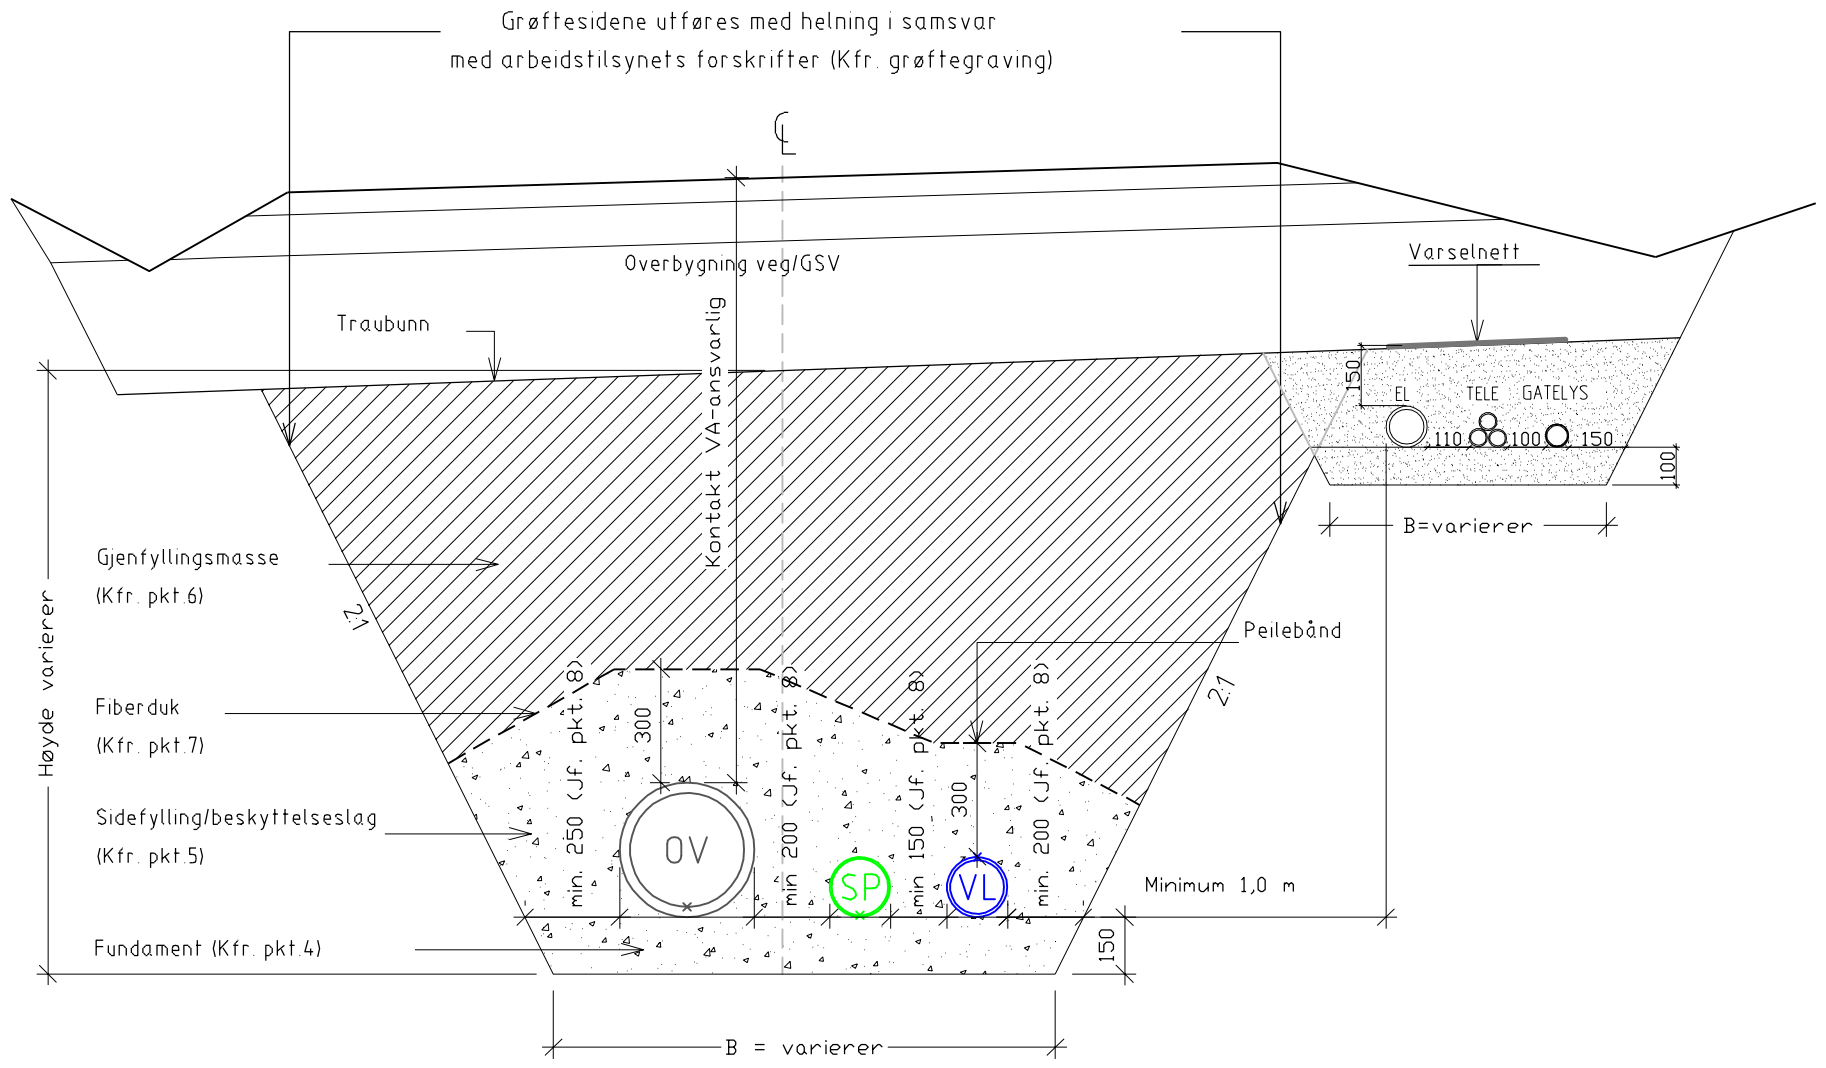 Grøftesidene utføres med helning i samsvar
med arbeidstilsynets forskrifter (Kfr. grøftegraving)
℄
Varselnett
Overbygning veg/GSV
Traubunn
Kontakt VA-ansvarlig
150
EL
TELE
GATELYS
110
100
150
100
B=varierer
Gjenfyllingsmasse
(Kfr. pkt.6)
2:1
Høyde varierer
Peilebånd
2:1
Fiberduk
(Kfr. pkt.7)
300
min. 250 (Jf. pkt. 8)
min 200 (Jf. pkt. 8)
min 150 (Jf. pkt. 8)
min. 200 (Jf. pkt. 8)
300
Sidefylling/beskyttelseslag
(Kfr. pkt.5)
OV
SP
VL
Minimum 1,0 m
Fundament (Kfr. pkt.4)
150
B = varierer